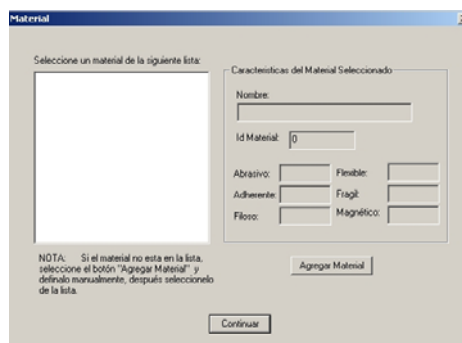 Material
Seleccione un material de la siguiente lista:
Caracteristicas del Material Seleccionado
Nombre:
Id Material: 0
Abrasivo: Flexible:
Adherente: Fragil:
Filoso: Magnético:
NOTA: Si el material no esta en la lista,
seleccione el botón "Agregar Material" y
definalo manualmente, después seleccionelo
de la lista.
Agregar Material
Continuar